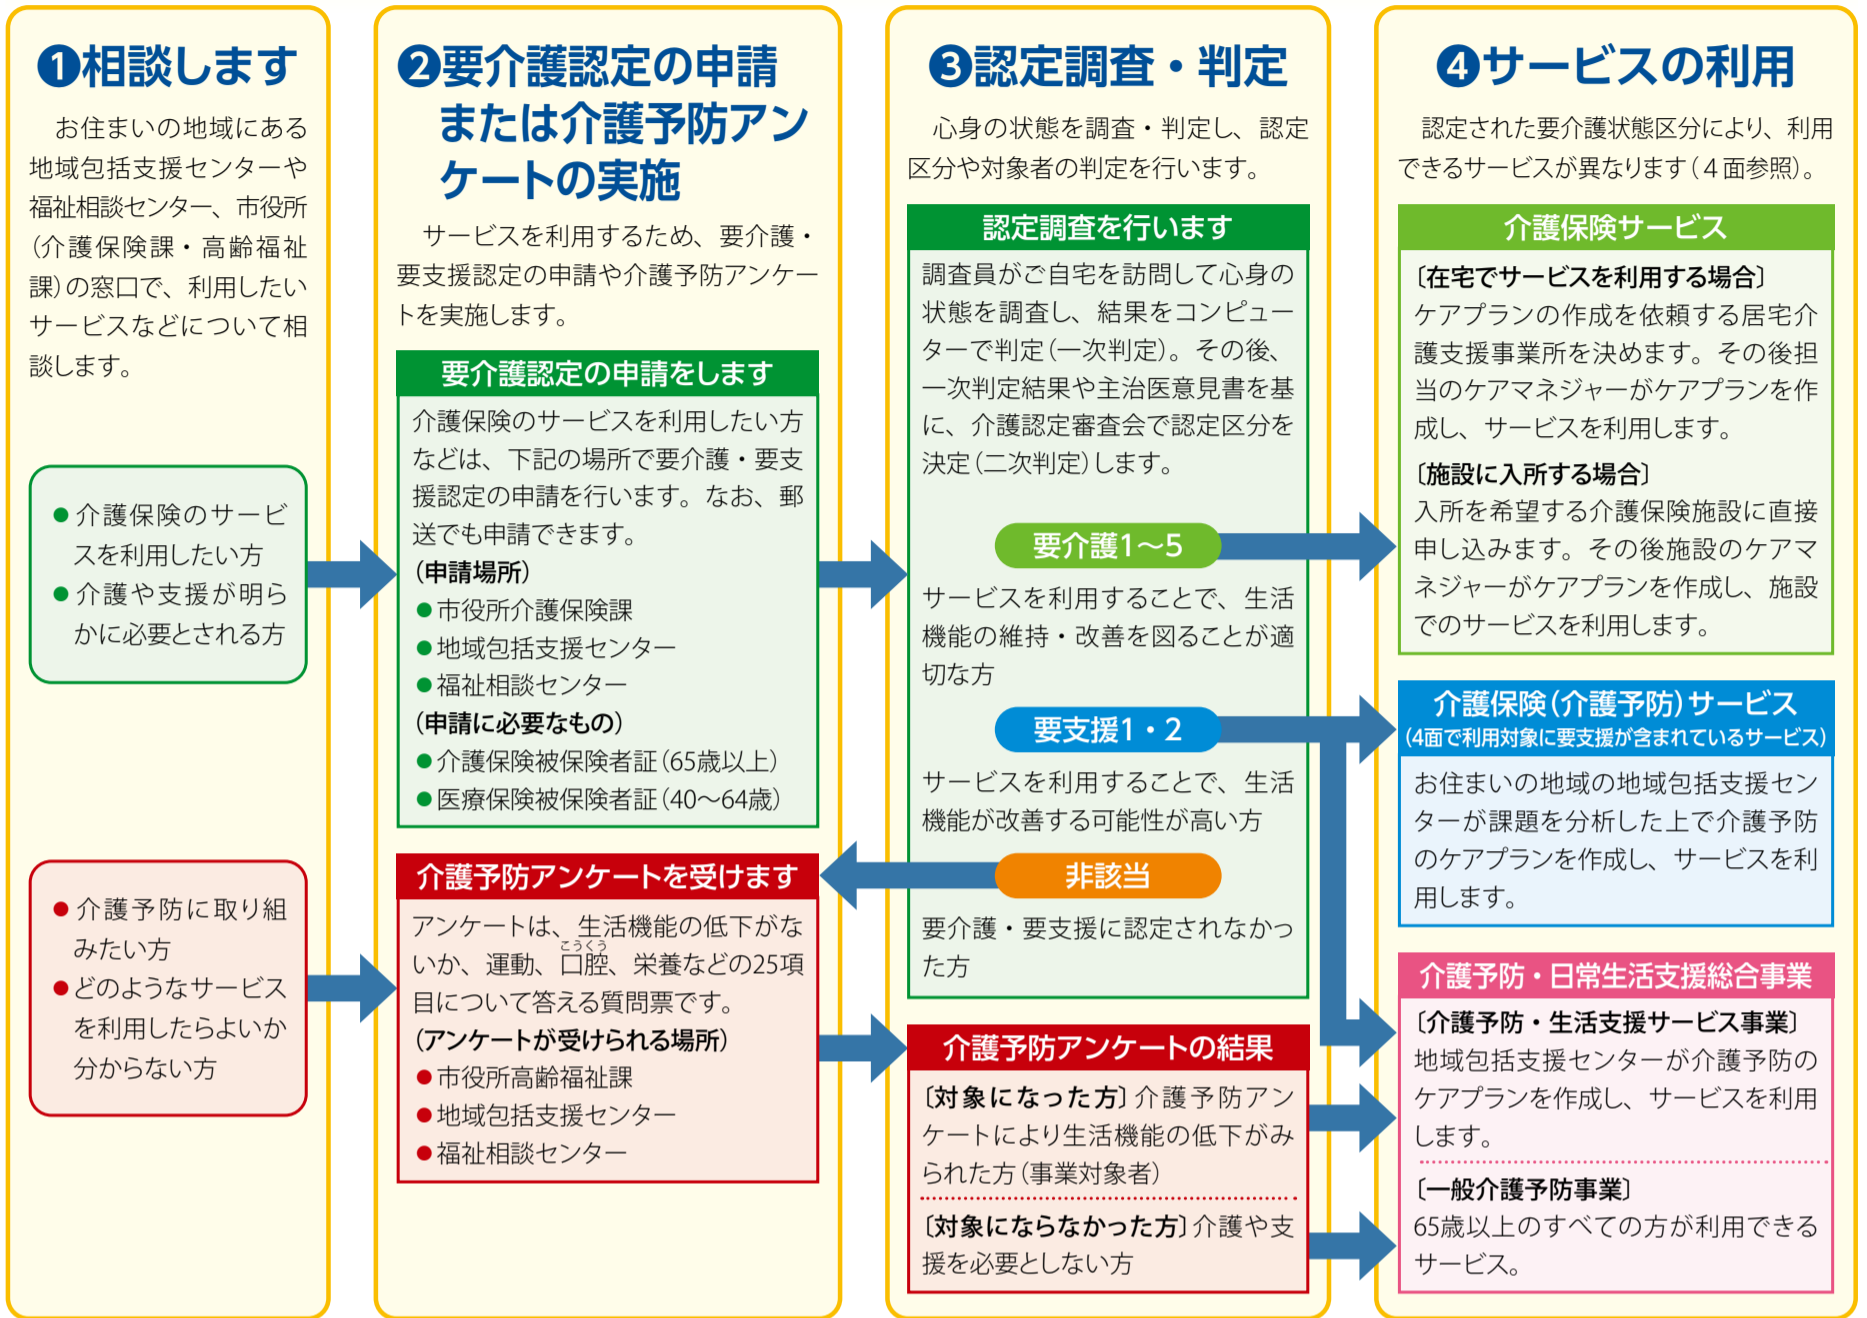 ❶相談します
お住まいの地域にある
地域包括支援センターや
福祉相談センター、市役所
(介護保険課・高齢福祉
課)の窓口で、利用したい
サービスなどについて相
談します。
●介護保険のサービ
スを利用したい方
●介護や支援が明ら
かに必要とされる方
●介護予防に取り組
みたい方
●どのようなサービス
を利用したらよいか
分からない方
❷要介護認定の申請
または介護予防アン
ケートの実施
サービスを利用するため、要介護・
要支援認定の申請や介護予防アンケー
トを実施します。
要介護認定の申請をします
介護保険のサービスを利用したい方
などは、下記の場所で要介護・要支
援認定の申請を行います。なお、郵
送でも申請できます。
(申請場所)
●市役所介護保険課
●地域包括支援センター
●福祉相談センター
(申請に必要なもの)
●介護保険被保険者証(65歳以上)
●医療保険被保険者証(40～64歳)
介護予防アンケートを受けます
アンケートは、生活機能の低下がな
こうくう
いか、運動、口腔、栄養などの25項
目について答える質問票です。
(アンケートが受けられる場所)
●市役所高齢福祉課
●地域包括支援センター
●福祉相談センター
❸認定調査・判定
心身の状態を調査・判定し、認定
区分や対象者の判定を行います。
認定調査を行います
調査員がご自宅を訪問して心身の
状態を調査し、結果をコンピュー
ターで判定(一次判定)。その後、
一次判定結果や主治医意見書を基
に、介護認定審査会で認定区分を
決定(二次判定)します。
要介護1～5
サービスを利用することで、生活
機能の維持・改善を図ることが適
切な方
要支援1・2
サービスを利用することで、生活
機能が改善する可能性が高い方
非該当
要介護・要支援に認定されなかっ
た方
介護予防アンケートの結果
〔対象になった方〕介護予防アン
ケートにより生活機能の低下がみ
られた方(事業対象者)
〔対象にならなかった方〕介護や支
援を必要としない方
❹サービスの利用
認定された要介護状態区分により、利用
できるサービスが異なります(4面参照)。
介護保険サービス
〔在宅でサービスを利用する場合〕
ケアプランの作成を依頼する居宅介
護支援事業所を決めます。その後担
当のケアマネジャーがケアプランを作
成し、サービスを利用します。
〔施設に入所する場合〕
入所を希望する介護保険施設に直接
申し込みます。その後施設のケアマ
ネジャーがケアプランを作成し、施設
でのサービスを利用します。
介護保険(介護予防)サービス
(4面で利用対象に要支援が含まれているサービス)
お住まいの地域の地域包括支援セン
ターが課題を分析した上で介護予防
のケアプランを作成し、サービスを利
用します。
介護予防・日常生活支援総合事業
〔介護予防・生活支援サービス事業〕
地域包括支援センターが介護予防の
ケアプランを作成し、サービスを利用
します。
〔一般介護予防事業〕
65歳以上のすべての方が利用できる
サービス。